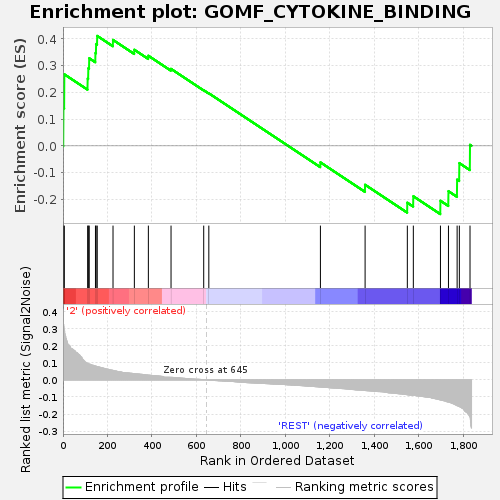 Enrichment plot: GOMF_CYTOKINE_BINDING
Enrichment score (ES)
0.4
0.3
0.2
0.1
0.0
-0.1
-0.2
Ranked list metric (Signal2Noise)
0.4
0.3
0.2
0.1
0.0
-0.1
-0.2
-0.3
'2' (positively correlated)
Zero cross at 645
'REST' (negatively correlated)
0
200
400
600
800
1,000
1,200
1,400
1,600
1,800
Rank in Ordered Dataset
Enrichment profile
Hits
Ranking metric scores